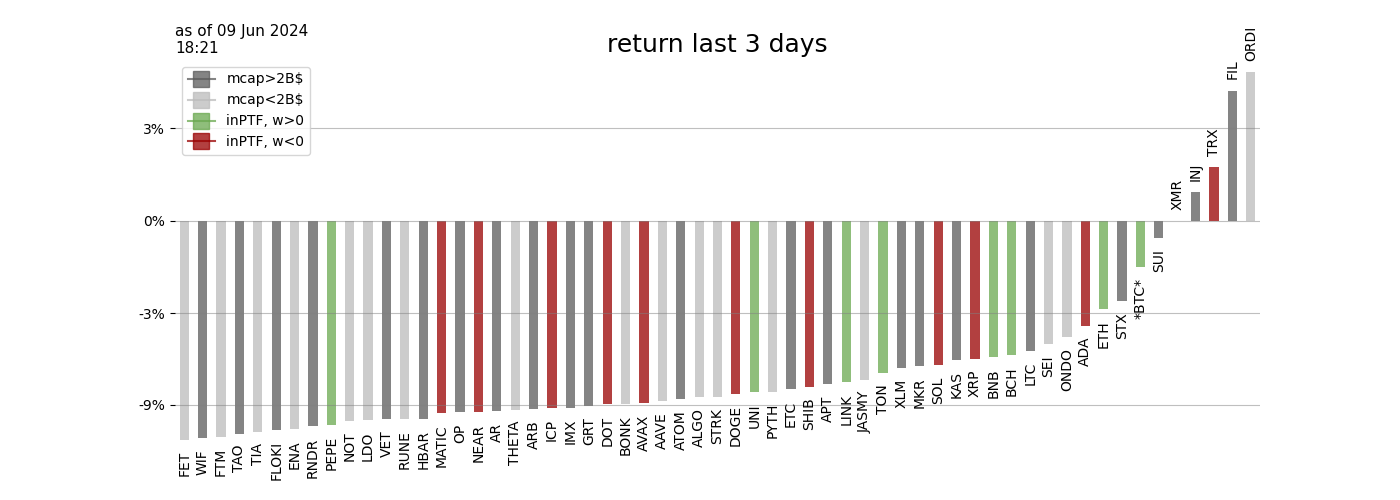 as of 09 Jun 2024
18:21
return last 3 days
mcap>2B$
mcap<2B$
inPTF, w>0
inPTF, w<0
3%
0%
-3%
-9%
FET
WIF
FTM
TAO
TIA
FLOKI
ENA
RNDR
PEPE
NOT
LDO
VET
RUNE
HBAR
MATIC
OP
NEAR
AR
THETA
ARB
ICP
IMX
GRT
DOT
BONK
AVAX
AAVE
ATOM
ALGO
STRK
DOGE
UNI
PYTH
ETC
SHIB
APT
LINK
JASMY
TON
XLM
MKR
SOL
KAS
XRP
BNB
BCH
LTC
SEI
ONDO
ADA
ETH
STX
*BTC*
SUI
XMR
INJ
TRX
FIL
ORDI